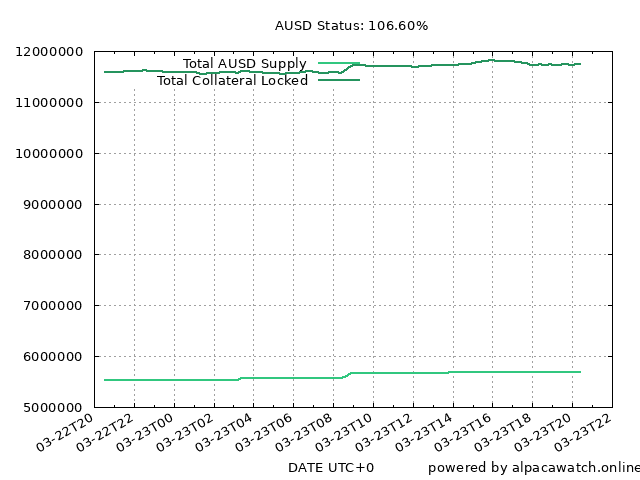 AUSD Status: 106.60%
12000000
11000000
10000000
9000000
8000000
7000000
6000000
5000000
Total AUSD Supply
Total Collateral Locked
03-22T20
03-22T22
03-23T00
03-23T02
03-23T04
03-23T06
03-23T08
03-23T10
03-23T12
03-23T14
03-23T16
03-23T18
03-23T20
03-23T22
DATE UTC+0
powered by alpacawatch.online